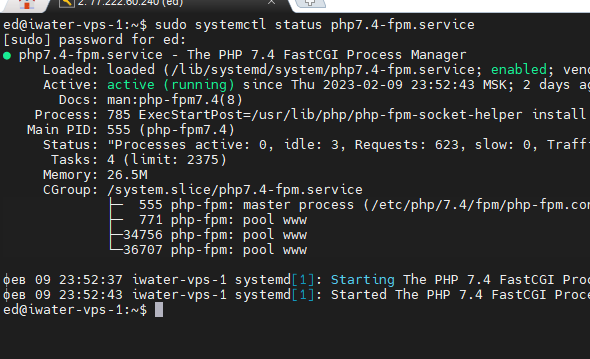 2. 77.222.60.240 (ed)
ed@iwater-vps-1:~$ sudo systemctl status php7.4-fpm.service
[sudo] password for ed:
● php7.4-fpm.service - The PHP 7.4 FastCGI Process Manager
Loaded: loaded (/lib/systemd/system/php7.4-fpm.service; enabled; vend
Active: active (running) since Thu 2023-02-09 23:52:43 MSK; 2 days ag
Docs: man:php-fpm7.4(8)
Process: 785 ExecStartPost=/usr/lib/php/php-fpm-socket-helper install
Main PID: 555 (php-fpm7.4)
Status: "Processes active: 0, idle: 3, Requests: 623, slow: 0, Traff
Tasks: 4 (limit: 2375)
Memory: 26.5M
CGroup: /system.slice/php7.4-fpm.service
├─ 555 php-fpm: master process (/etc/php/7.4/fpm/php-fpm.con
├─ 771 php-fpm: pool www
├─34756 php-fpm: pool www
└─36707 php-fpm: pool www
фев 09 23:52:37 iwater-vps-1 systemd[1]: Starting The PHP 7.4 FastCGI Proc
фев 09 23:52:43 iwater-vps-1 systemd[1]: Started The PHP 7.4 FastCGI Proce
ed@iwater-vps-1:~$